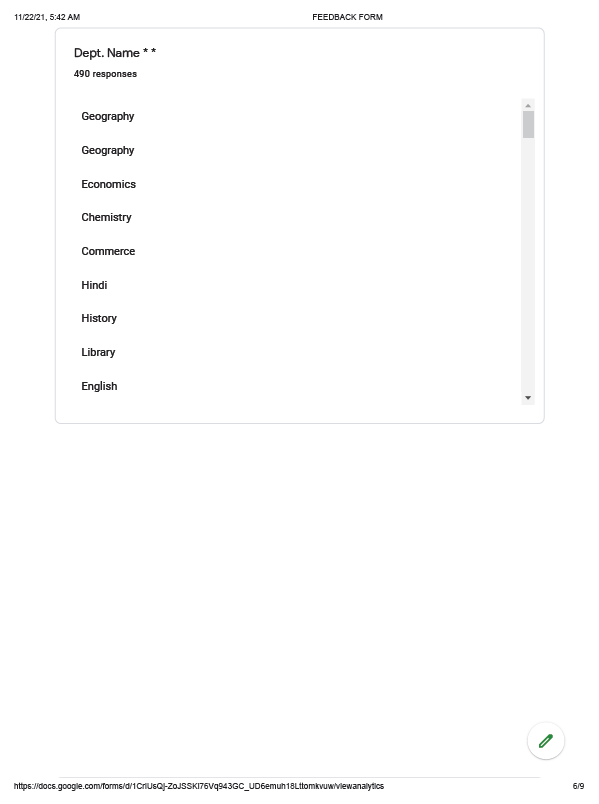 11/22/21, 5:42 AM FEEDBACK FORM
Dept. Name * *
490 responses
Geography
Geography
Economics
Chemistry
Commerce
Hindi
History
Library
English
https://docs.google.com/forms/d/1CrIUsQj-ZoJSSKI76Vq943GC_UD6emuh18Lttomkvuw/viewanalytics 6/9